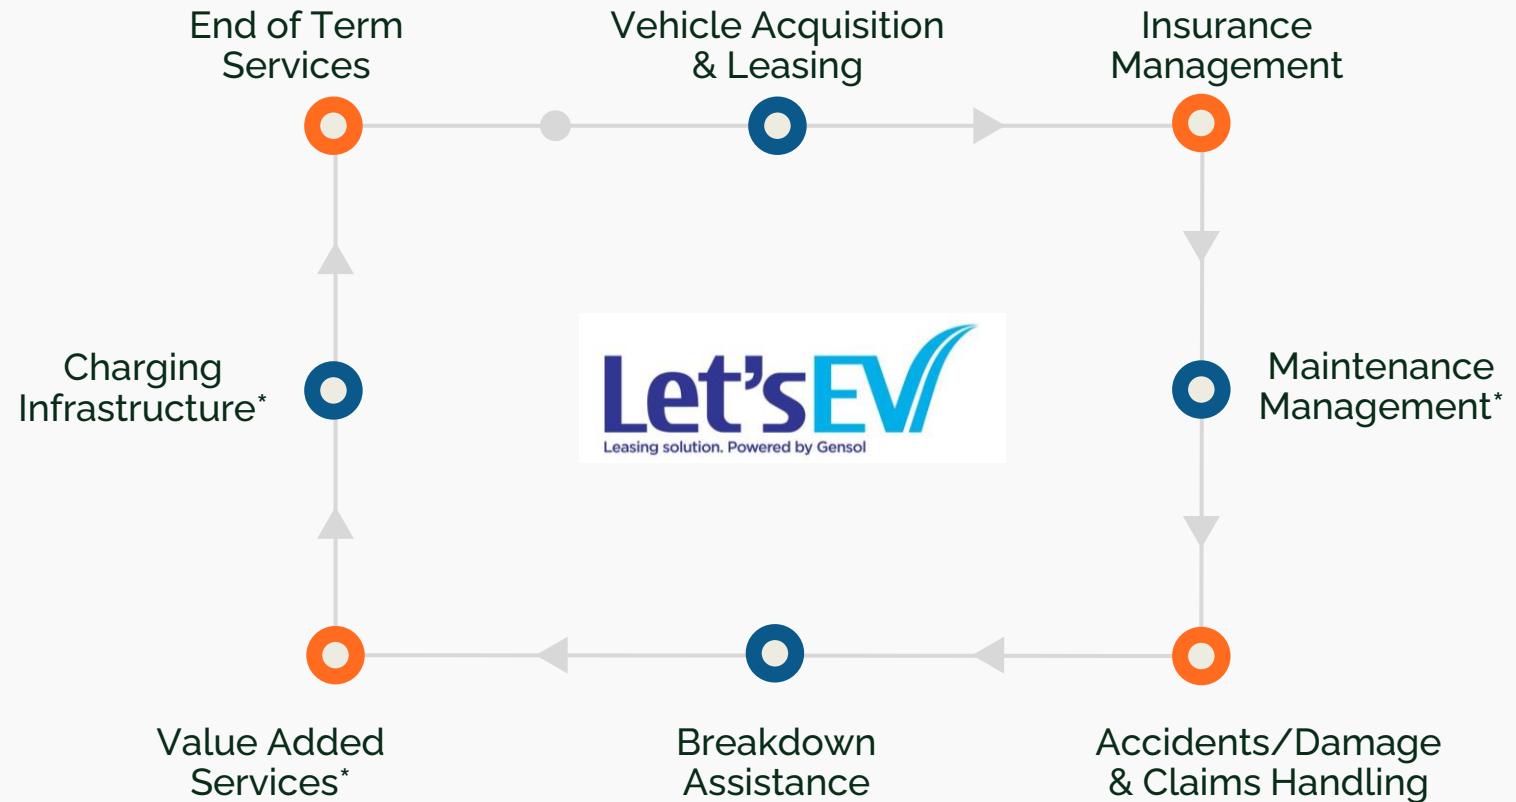 End of Term
Services
Vehicle Acquisition
& Leasing
Insurance
Management
Charging
Infrastructure*
Let'sEV
Leasing solution. Powered by Gensol
Maintenance
Management*
Value Added
Services*
Breakdown
Assistance
Accidents/Damage
& Claims Handling